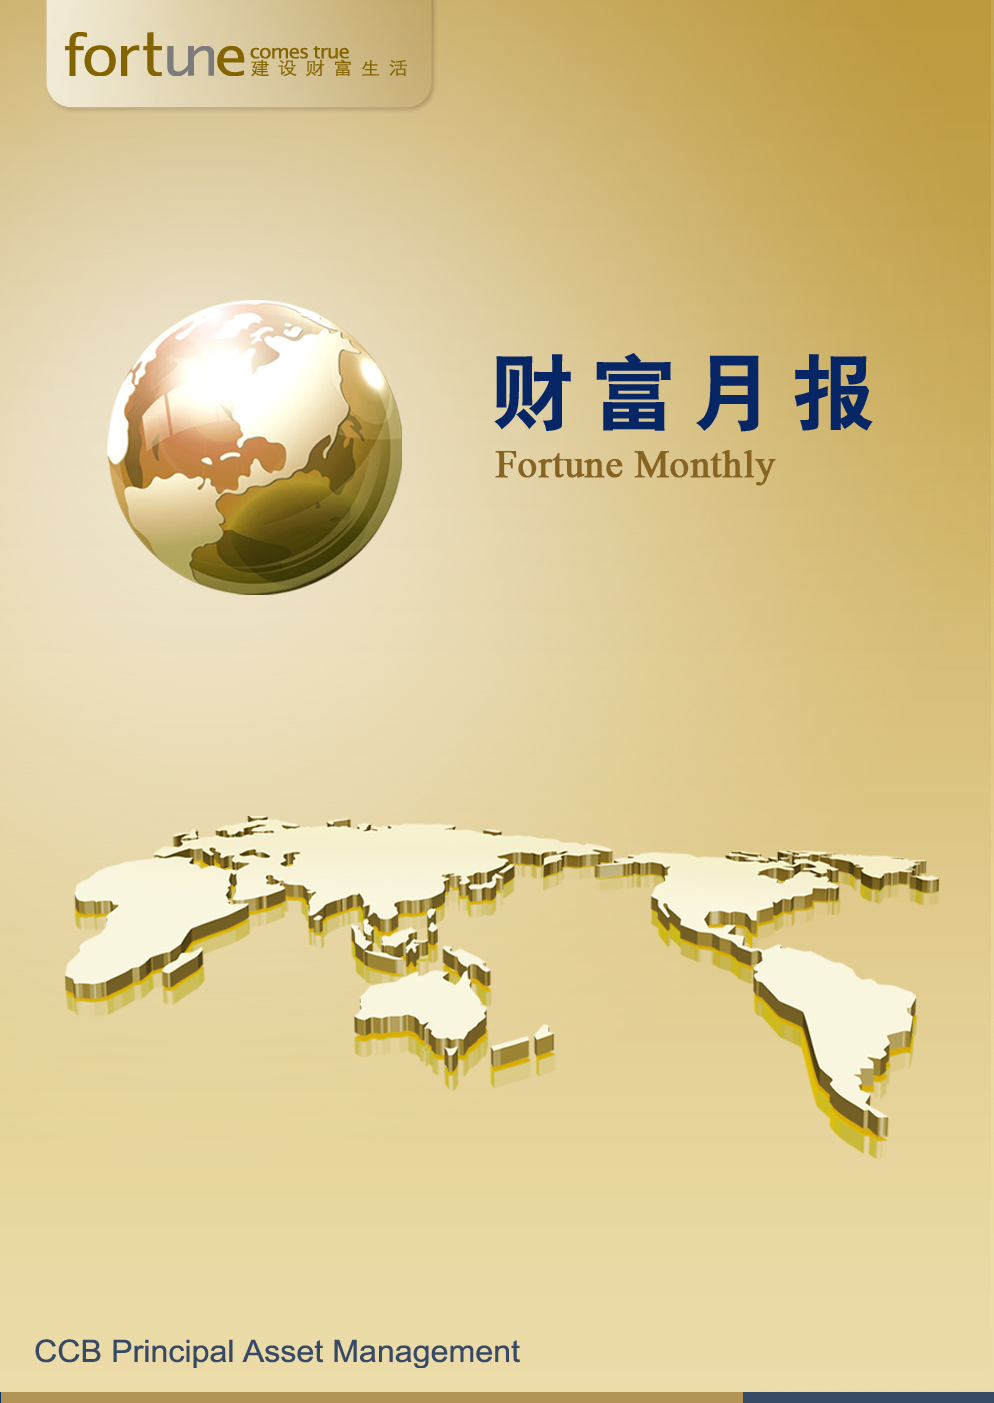 fortune comes true
建设财富生活
财富月报
Fortune Monthly
CCB Principal Asset Management